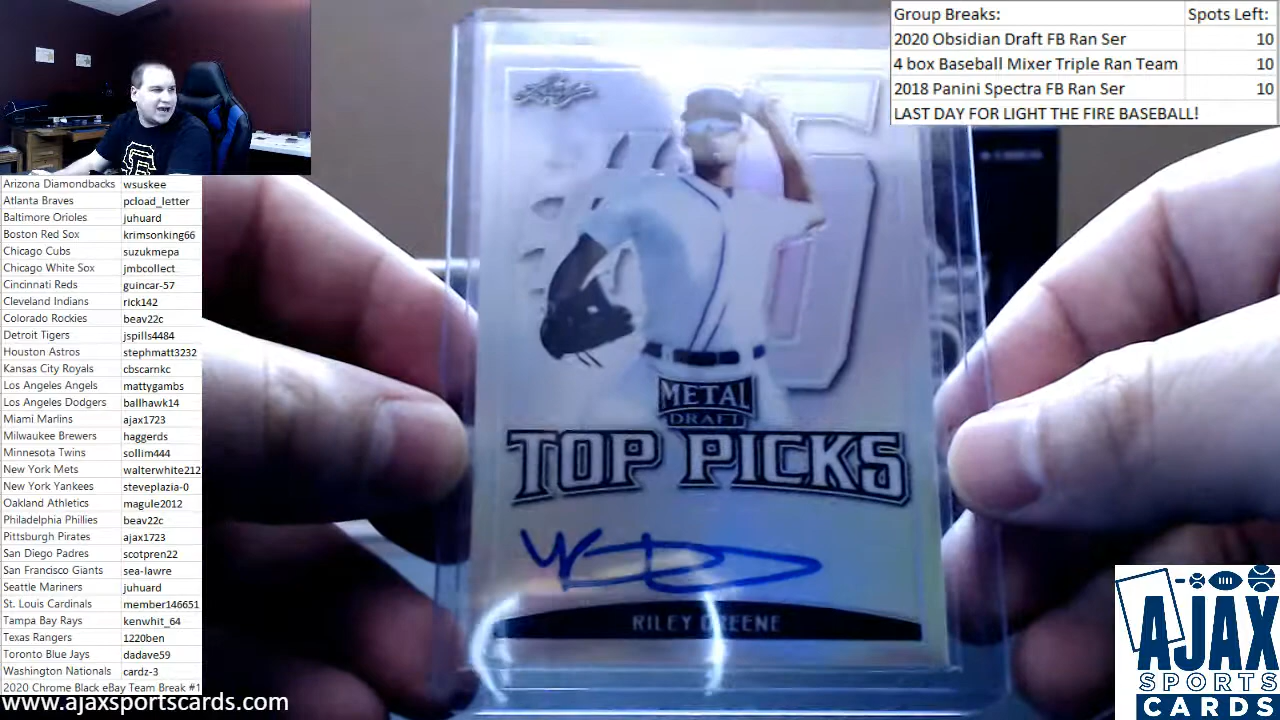 Group Breaks: Spots Left:
2020 Obsidian Draft FB Ran Ser 10
4 box Baseball Mixer Triple Ran Team 10
2018 Panini Spectra FB Ran Ser 10
LAST DAY FOR LIGHT THE FIRE BASEBALL!
Leaf
METAL
DRAFT
TOP PICKS
RILEY GREENE
Arizona Diamondbacks wsuskee
Atlanta Braves pcload_letter
Baltimore Orioles juhuard
Boston Red Sox krimsonking66
Chicago Cubs suzukmepa
Chicago White Sox jmbcollect
Cincinnati Reds guincar-57
Cleveland Indians rick142
Colorado Rockies beav22c
Detroit Tigers jspills4484
Houston Astros stephmatt3232
Kansas City Royals cbscarnkc
Los Angeles Angels mattygambs
Los Angeles Dodgers ballhawk14
Miami Marlins ajax1723
Milwaukee Brewers haggerds
Minnesota Twins sollim444
New York Mets walterwhite212
New York Yankees steveplazia-0
Oakland Athletics magule2012
Philadelphia Phillies beav22c
Pittsburgh Pirates ajax1723
San Diego Padres scotpren22
San Francisco Giants sea-lawre
Seattle Mariners juhuard
St. Louis Cardinals member146651
Tampa Bay Rays kenwhit_64
Texas Rangers 1220ben
Toronto Blue Jays dadave59
Washington Nationals cardz-3
2020 Chrome Black eBay Team Break #1
www.ajaxsportscards.com
AJAX
SPORTS
CARDS